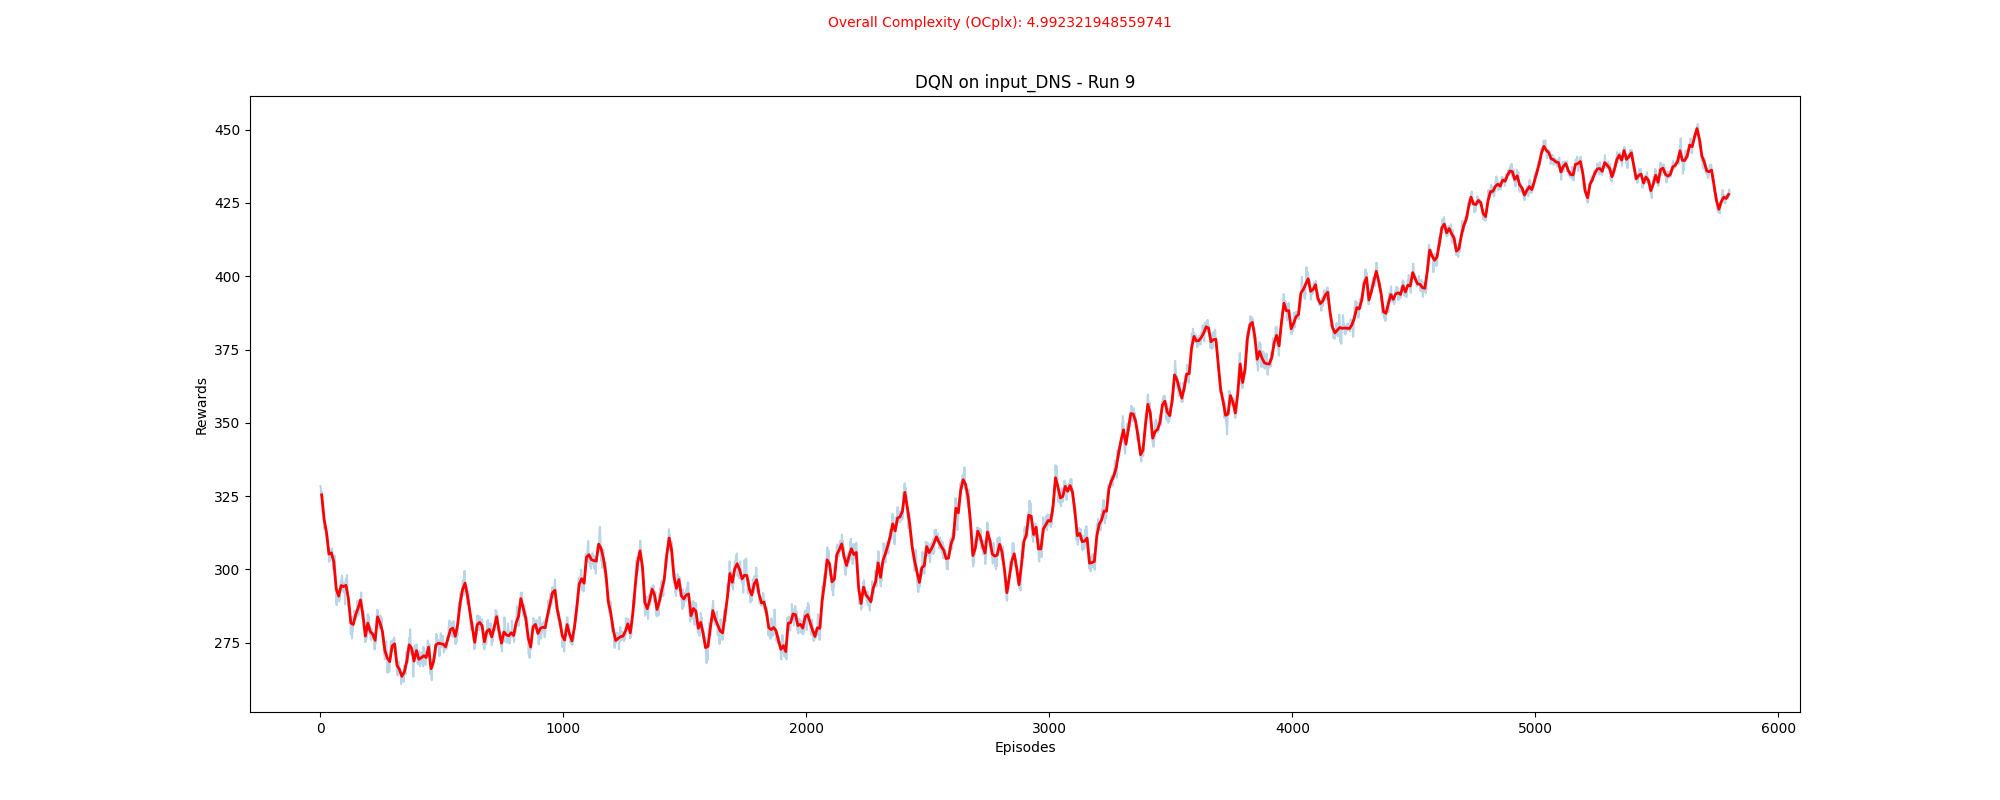 Overall Complexity (OCplx): 4.992321948559741
DQN on input_DNS - Run 9
450
425
400
375
350
325
300
275
Rewards
0 1000 2000 3000 4000 5000 6000
Episodes